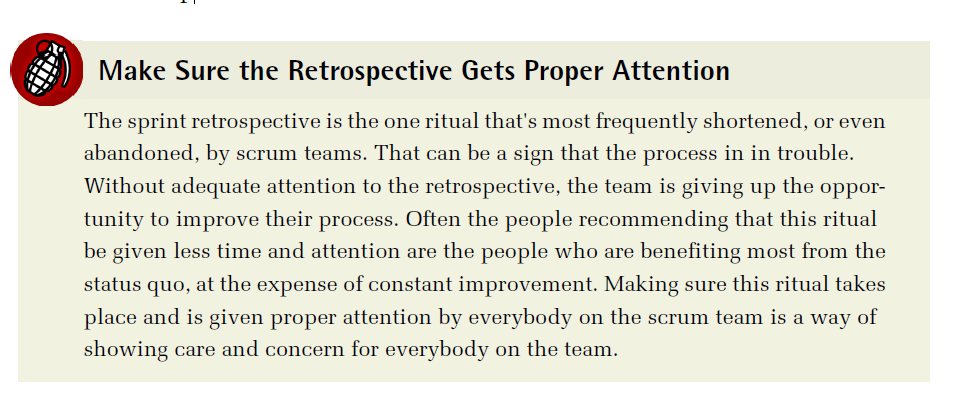 Make Sure the Retrospective Gets Proper Attention
The sprint retrospective is the one ritual that's most frequently shortened, or even
abandoned, by scrum teams. That can be a sign that the process in in trouble.
Without adequate attention to the retrospective, the team is giving up the oppor-
tunity to improve their process. Often the people recommending that this ritual
be given less time and attention are the people who are benefiting most from the
status quo, at the expense of constant improvement. Making sure this ritual takes
place and is given proper attention by everybody on the scrum team is a way of
showing care and concern for everybody on the team.